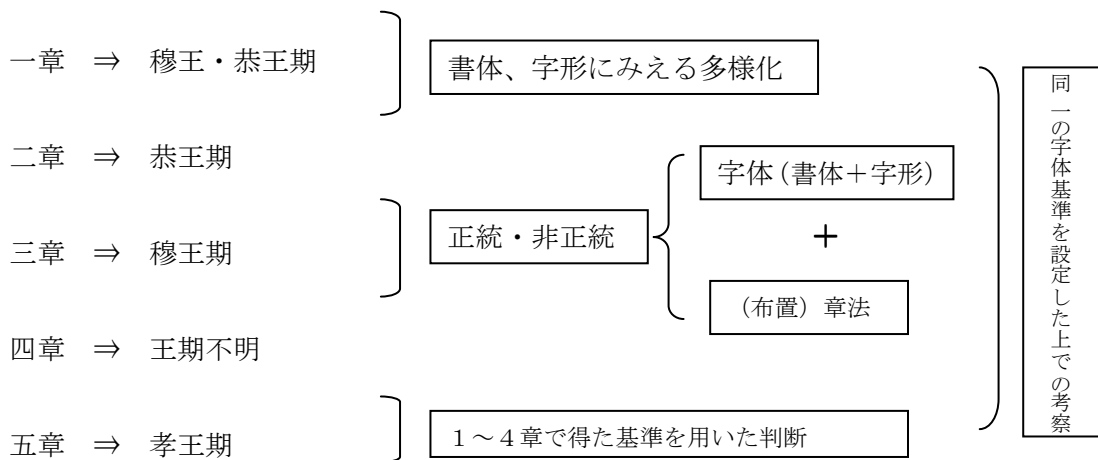 一章 ⇒ 穆王・恭王期
書体、字形にみえる多様化
二章 ⇒ 恭王期
字体(書体+字形)
三章 ⇒ 穆王期
正統・非正統
+
(布置)章法
四章 ⇒ 王期不明
五章 ⇒ 孝王期
1~4章で得た基準を用いた判断
同一の字体基準を設定した上での考察